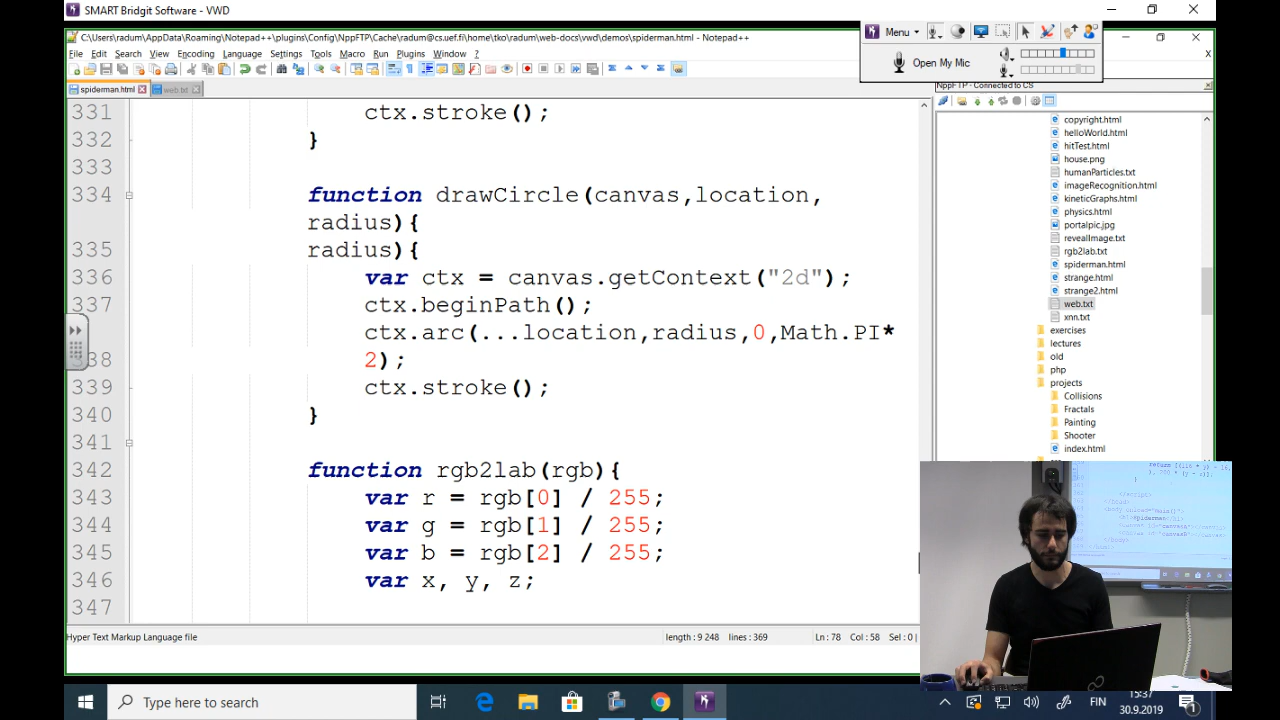 SMART Bridgit Software - VWD
C:\Users\radum\AppData\Roaming\Notepad++\plugins\Config\NppFTP\Cache\radum@cs.uef.fi\home\tko\radum\web-docs\vwd\demos\spiderman.html - Notepad++
File Edit Search View Encoding Language Settings Tools Macro Run Plugins Window ? X
Menu
Open My Mic
spiderman.html web.txt
NppFTP - Connected to CS
331 ctx.stroke();
332 }
333
334 function drawCircle(canvas,location,
radius){
335 radius){
336 var ctx = canvas.getContext("2d");
337 ctx.beginPath();
ctx.arc(...location,radius,0,Math.PI*
38 2);
339 ctx.stroke();
340 }
341
342 function rgb2lab(rgb){
343 var r = rgb[0] / 255;
344 var g = rgb[1] / 255;
345 var b = rgb[2] / 255;
346 var x, y, z;
347
copyright.html
helloWorld.html
hitTest.html
house.png
humanParticles.txt
imageRecognition.html
kineticGraphs.html
physics.html
portalpic.jpg
revealImage.txt
rgb2lab.txt
spiderman.html
strange.html
strange2.html
web.txt
xnn.txt
exercises
lectures
old
php
projects
Collisions
Fractals
Painting
Shooter
index.html
Hyper Text Markup Language file length : 9 248 lines : 369 Ln : 78 Col : 58 Sel : 0 |
Type here to search
FIN
15:37
30.9.2019
1